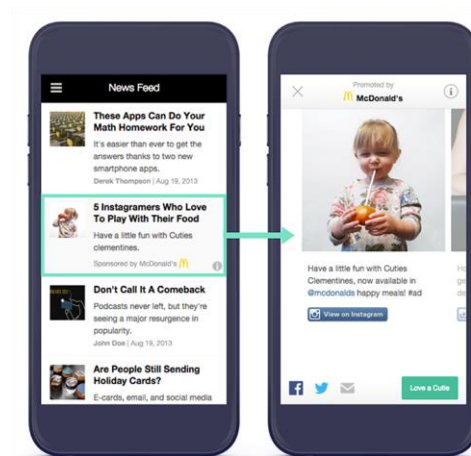 News Feed
These Apps Can Do Your
Math Homework For You
It's easier than ever to get the
answers thanks to two new
smartphone apps.
Derek Thompson | Aug 19, 2013
5 Instagramers Who Love
To Play With Their Food
Have a little fun with Cuties
clementines.
Sponsored by McDonald's
Don't Call It A Comeback
Podcasts never left, but they're
seeing a major resurgence in
popularity.
John Doe | Aug 19, 2013
Are People Still Sending
Holiday Cards?
E-cards, email, and social media
Promoted by
McDonald's
Have a little fun with Cuties
Clementines, now available in
@mcdonalds happy meals! #ad
View on Instagram
Love a Cutie